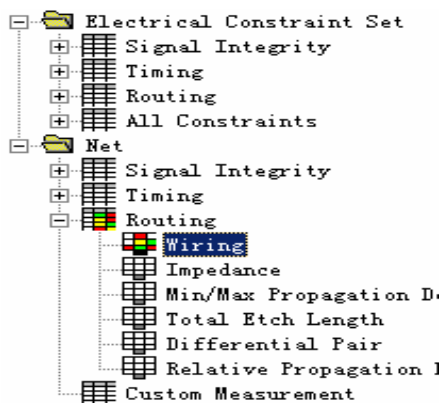 Electrical Constraint Set
Signal Integrity
Timing
Routing
All Constraints
Net
Signal Integrity
Timing
Routing
Wiring
Impedance
Min/Max Propagation
Total Etch Length
Differential Pair
Relative Propagation
Custom Measurement